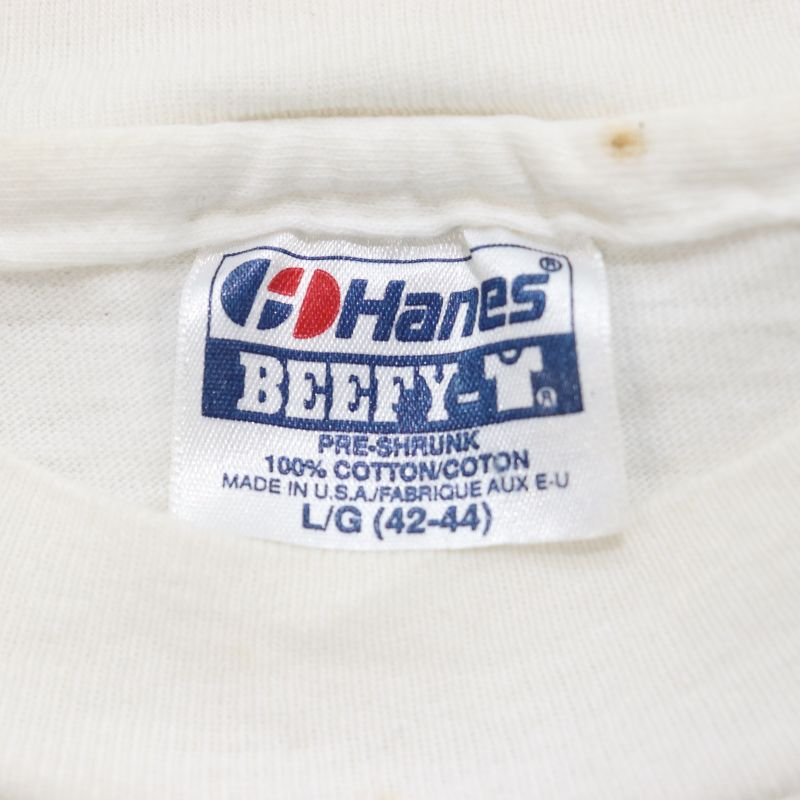 Hanes®
BEEFY-T®
PRE-SHRUNK
100% COTTON/COTON
MADE IN U.S.A./FABRIQUE AUX E-U
L/G (42-44)